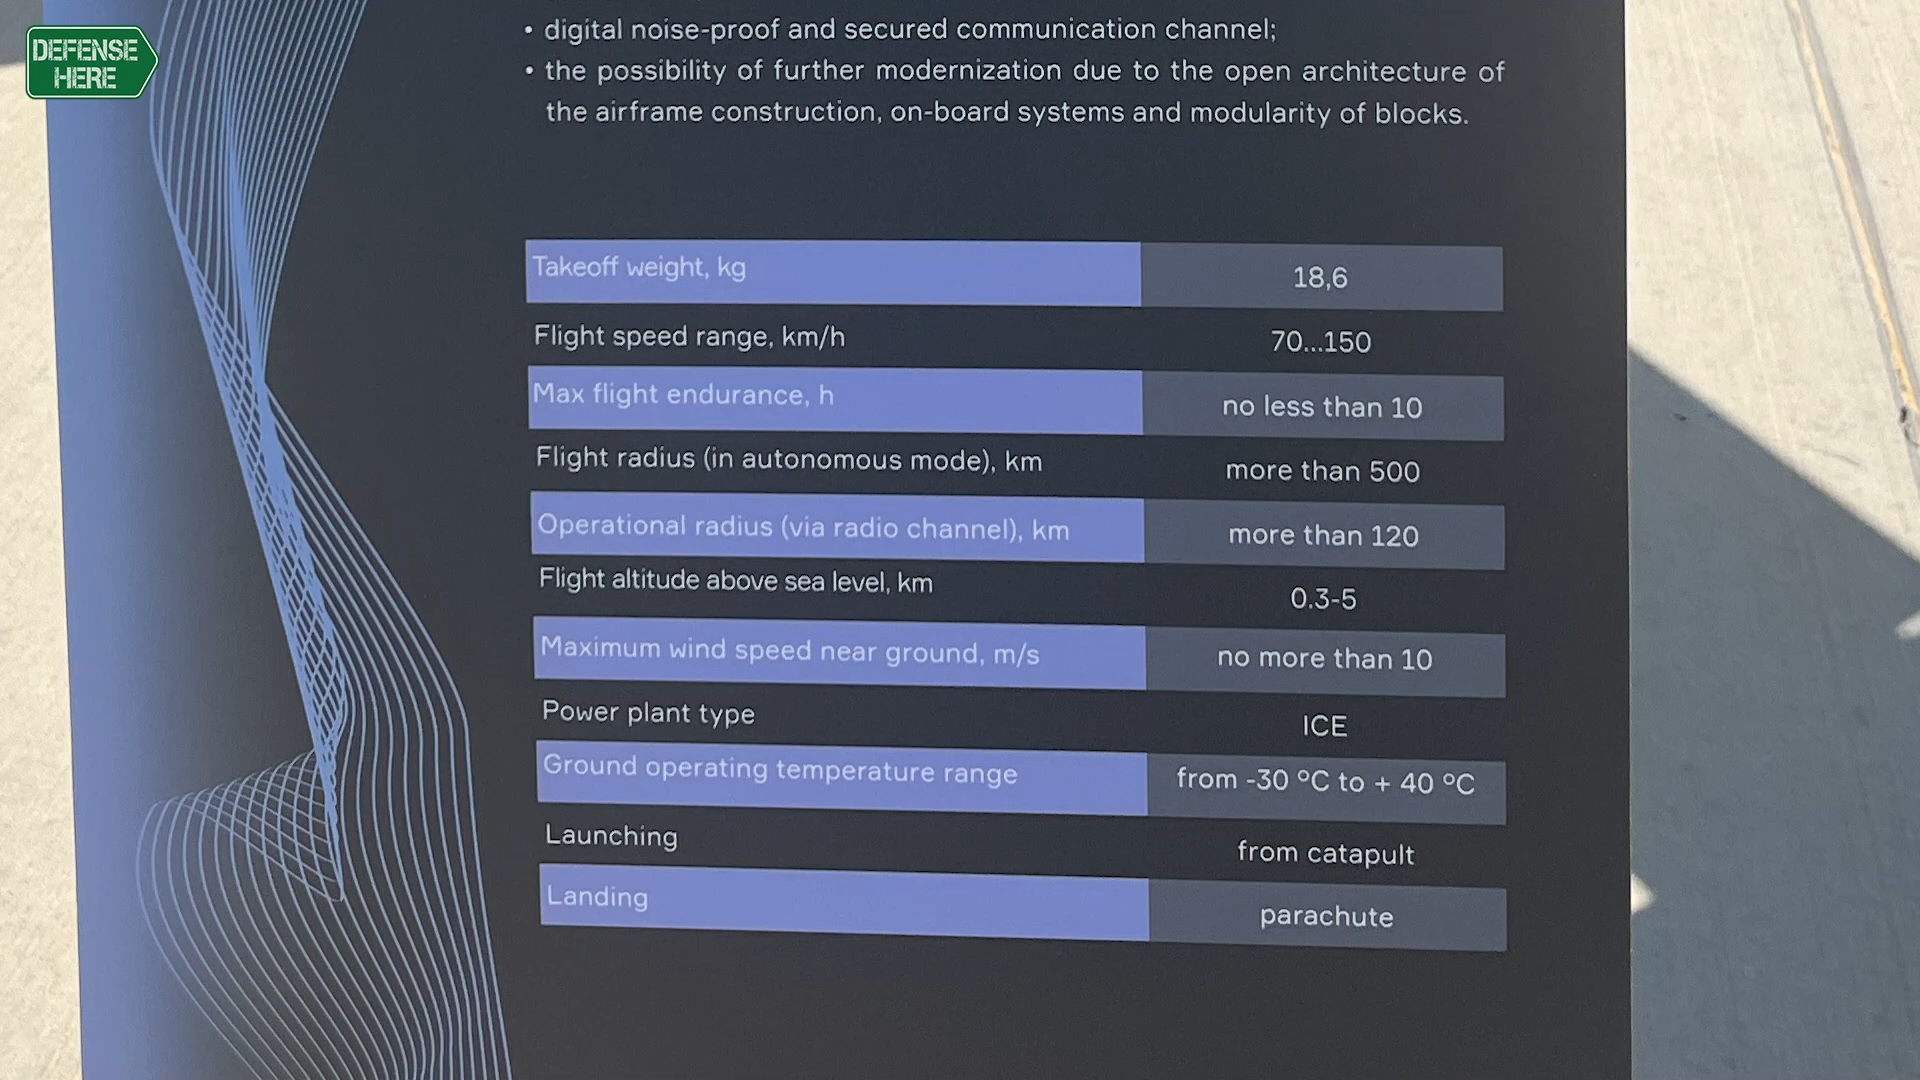 DEFENSE
HERE
• digital noise-proof and secured communication channel;
• the possibility of further modernization due to the open architecture of
the airframe construction, on-board systems and modularity of blocks.
Takeoff weight, kg 18,6
Flight speed range, km/h 70...150
Max flight endurance, h no less than 10
Flight radius (in autonomous mode), km more than 500
Operational radius (via radio channel), km more than 120
Flight altitude above sea level, km 0.3-5
Maximum wind speed near ground, m/s no more than 10
Power plant type ICE
Ground operating temperature range from -30 ºC to + 40 ºC
Launching from catapult
Landing parachute